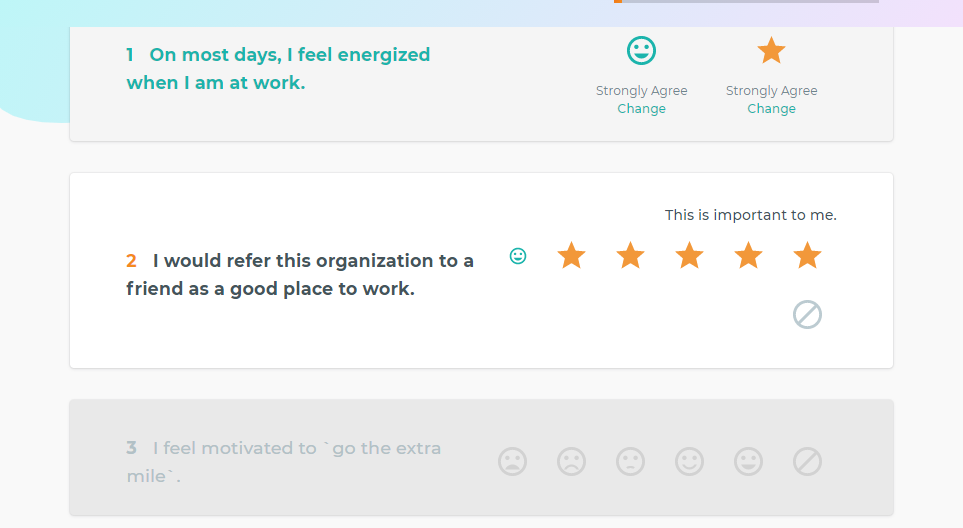 1 On most days, I feel energized
when I am at work.
Strongly Agree
Change
Strongly Agree
Change
This is important to me.
2 I would refer this organization to a
friend as a good place to work.
3 I feel motivated to `go the extra
mile`.